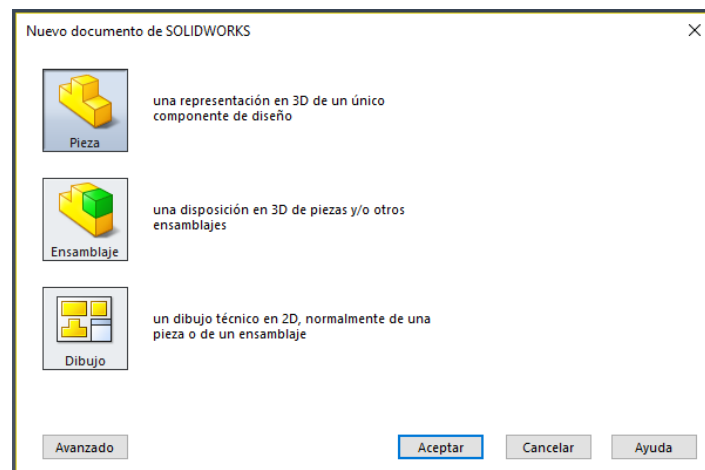 Nuevo documento de SOLIDWORKS
una representación en 3D de un único
componente de diseño
Pieza
una disposición en 3D de piezas y/o otros
ensamblajes
Ensamblaje
un dibujo técnico en 2D, normalmente de una
pieza o de un ensamblaje
Dibujo
Avanzado Aceptar Cancelar Ayuda